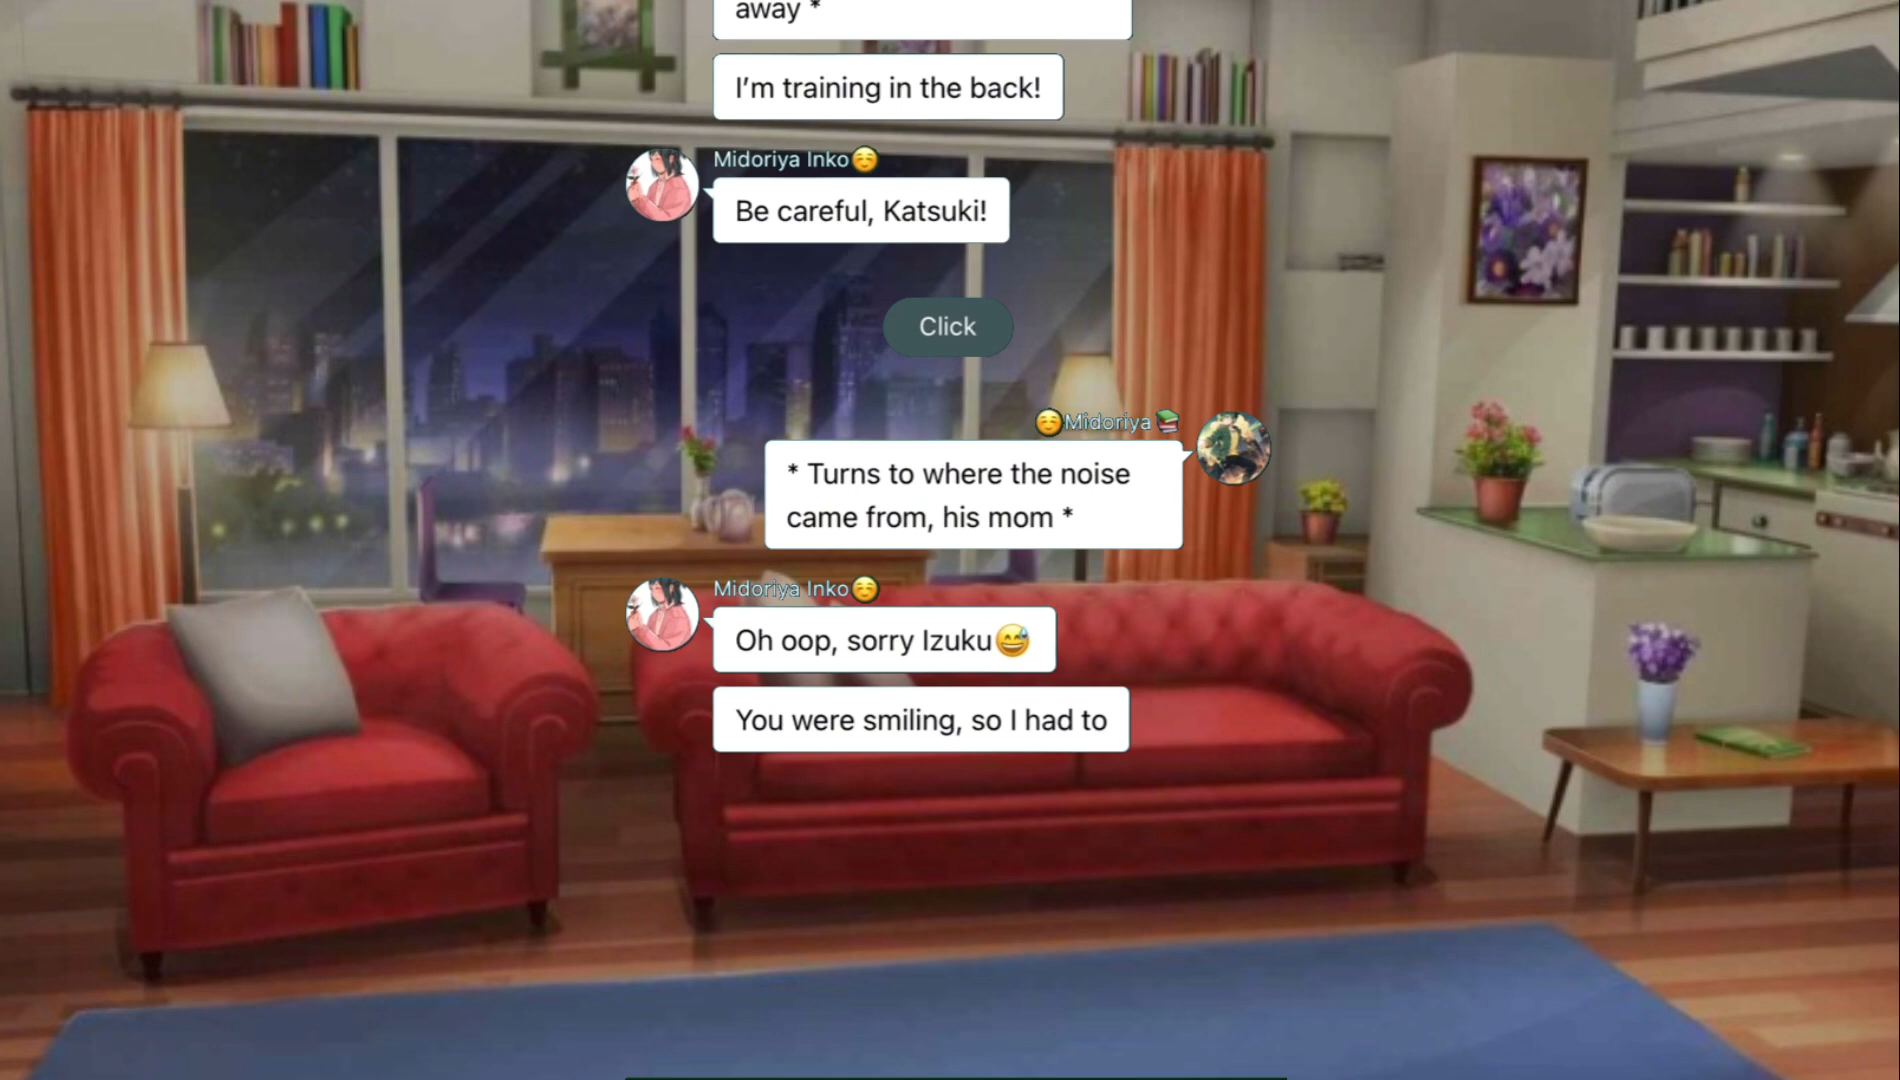 away *
I’m training in the back!
Midoriya Inko☺️
Be careful, Katsuki!
Click
☺️Midoriya📚
* Turns to where the noise
came from, his mom *
Midoriya Inko☺️
Oh oop, sorry Izuku😅
You were smiling, so I had to